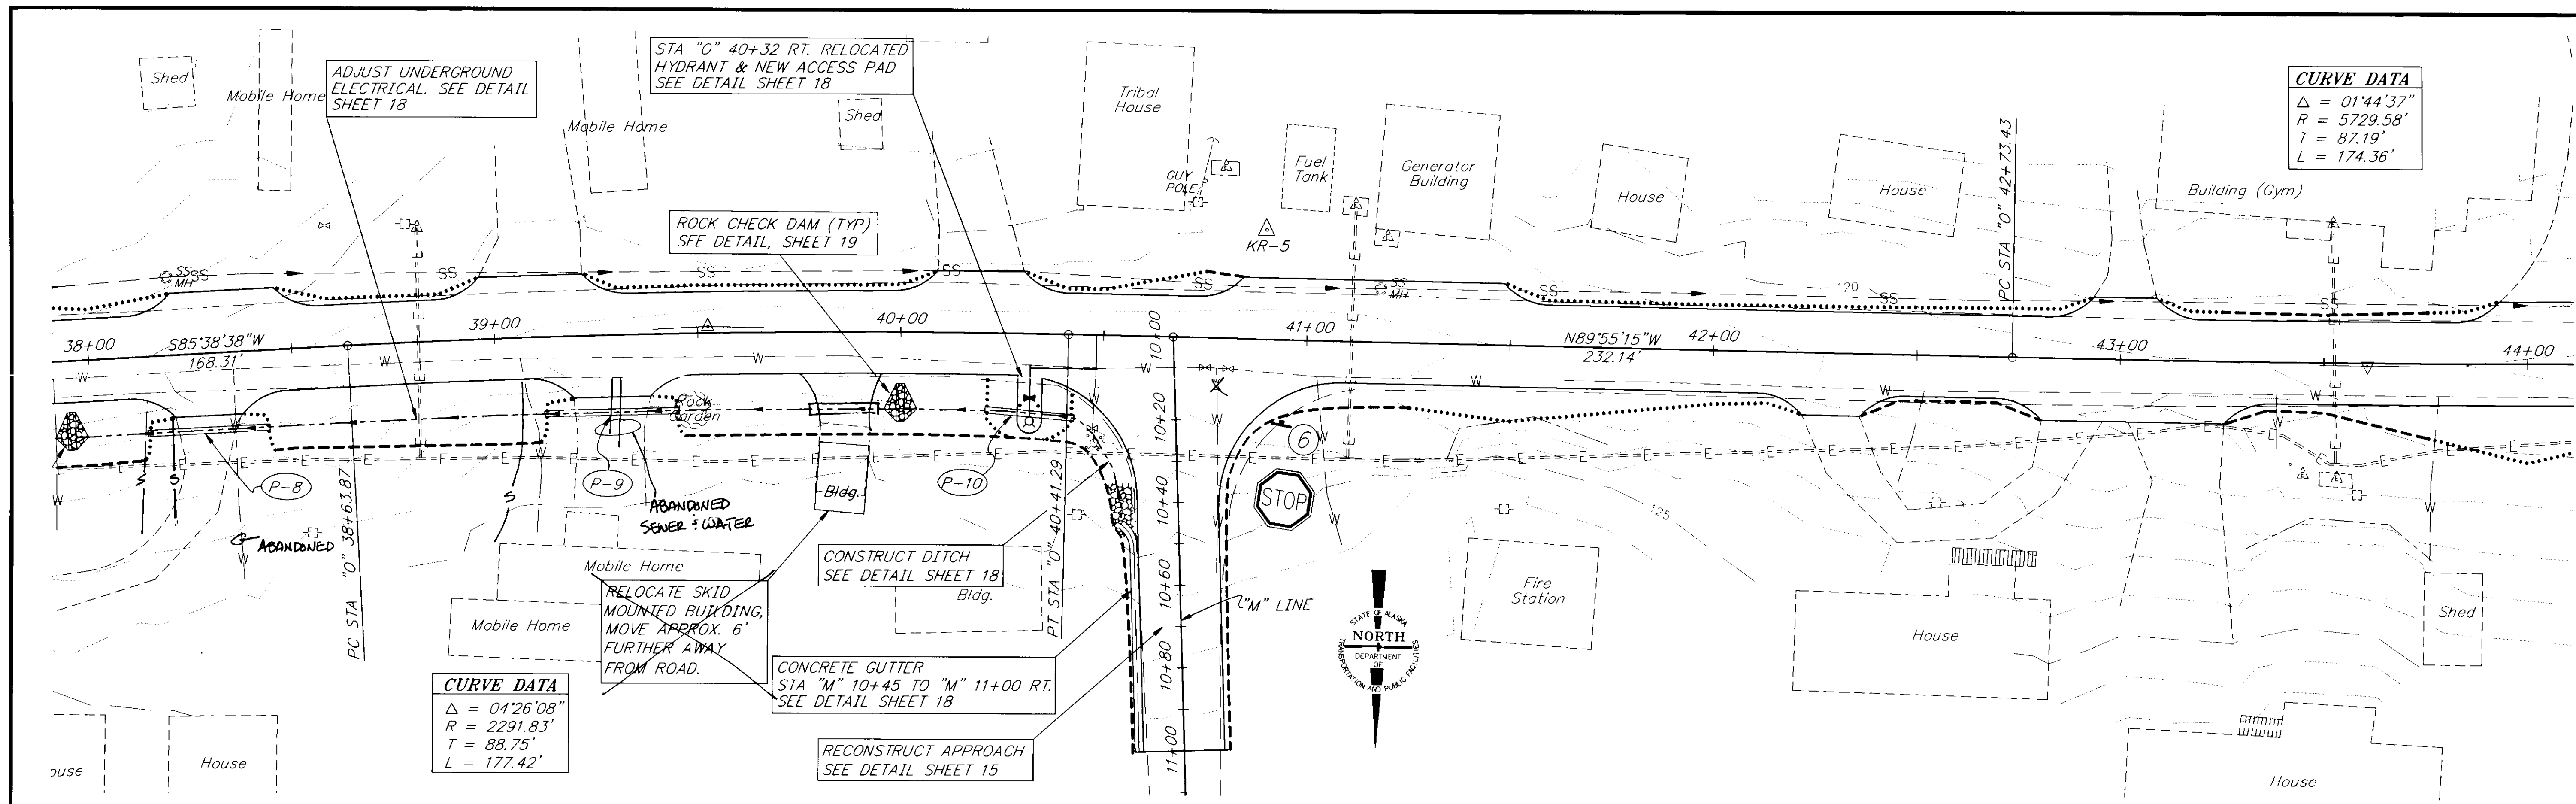 Shed
Mobile Home
ADJUST UNDERGROUND
ELECTRICAL. SEE DETAIL
SHEET 18
Mobile Home
STA "O" 40+32 RT. RELOCATED
HYDRANT & NEW ACCESS PAD
SEE DETAIL SHEET 18
Shed
Tribal
House
GUY
POLE
Fuel
Tank
Generator
Building
KR-5
House
House
PC STA "O" 42+73.43
CURVE DATA
Δ = 01°44'37"
R = 5729.58'
T = 87.19'
L = 174.36'
Building (Gym)
ROCK CHECK DAM (TYP)
SEE DETAIL, SHEET 19
SS
MH
SS
SS
SS
SS
SS
SS
MH
SS
SS
120
38+00
S85°38'38"W
168.31'
39+00
40+00
10+00
41+00
N89°55'15"W
232.14'
42+00
43+00
44+00
W
W
W
W
W
W
W
Rock
Garden
10+20
6
STOP
P-8
P-9
P-10
Bldg.
S
S
S
E
E
E
E
E
E
ABANDONED
SEWER & WATER
ABANDONED
PC STA "O" 38+63.87
PT STA "O" 40+41.29
10+40
125
CONSTRUCT DITCH
SEE DETAIL SHEET 18
Bldg.
Mobile Home
Mobile Home
RELOCATE SKID
MOUNTED BUILDING,
MOVE APPROX. 6'
FURTHER AWAY
FROM ROAD.
10+60
"M" LINE
STATE OF ALASKA
NORTH
DEPARTMENT
OF
TRANSPORTATION AND PUBLIC FACILITIES
Fire
Station
House
Shed
CONCRETE GUTTER
STA "M" 10+45 TO "M" 11+00 RT.
SEE DETAIL SHEET 18
10+80
CURVE DATA
Δ = 04°26'08"
R = 2291.83'
T = 88.75'
L = 177.42'
RECONSTRUCT APPROACH
SEE DETAIL SHEET 15
11+00
ouse
House
House